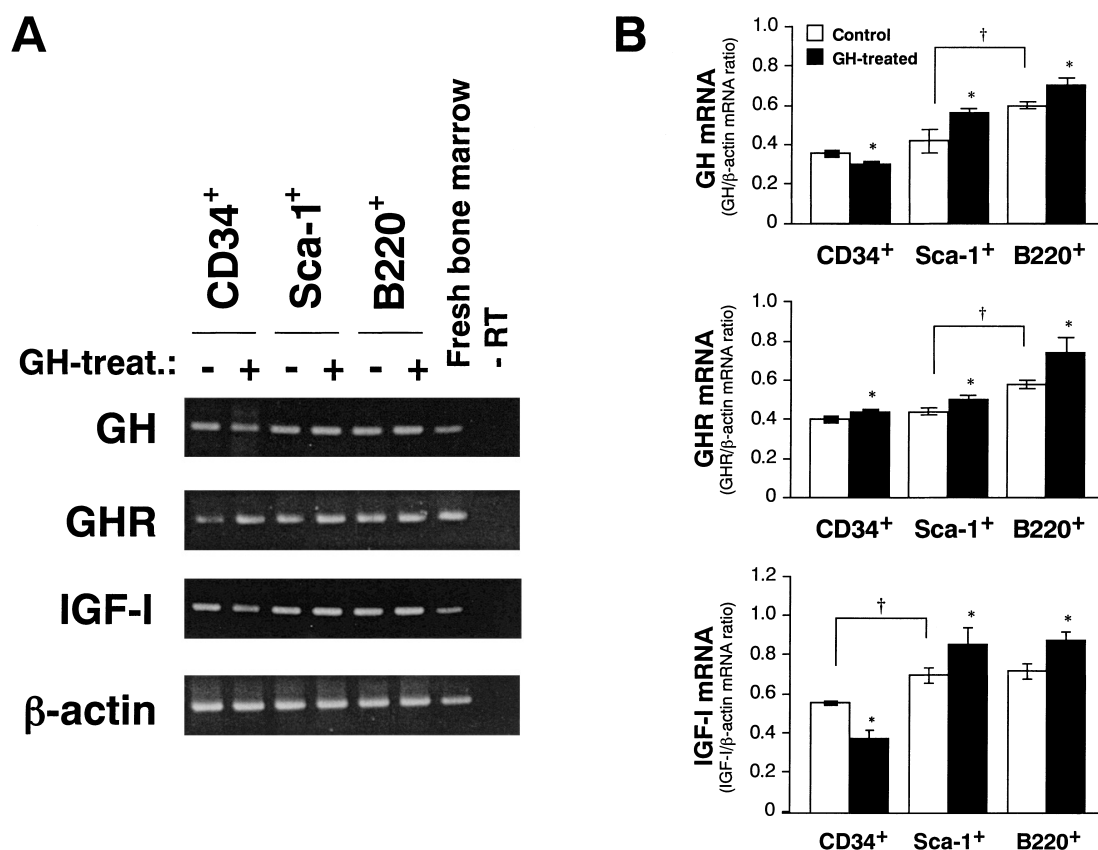 A
CD34+
Sca-1+
B220+
Fresh bone marrow
- RT
GH-treat.: - + - + - +
GH
GHR
IGF-I
β-actin
B
Control
GH-treated
GH mRNA
(GH/β-actin mRNA ratio)
1.0
0.8
0.6
0.4
0.2
0
†
*
*
*
CD34+ Sca-1+ B220+
GHR mRNA
(GHR/β-actin mRNA ratio)
1.0
0.8
0.6
0.4
0.2
0
†
*
*
*
CD34+ Sca-1+ B220+
IGF-I mRNA
(IGF-I/β-actin mRNA ratio)
1.2
1.0
0.8
0.6
0.4
0.2
0
†
*
*
*
CD34+ Sca-1+ B220+